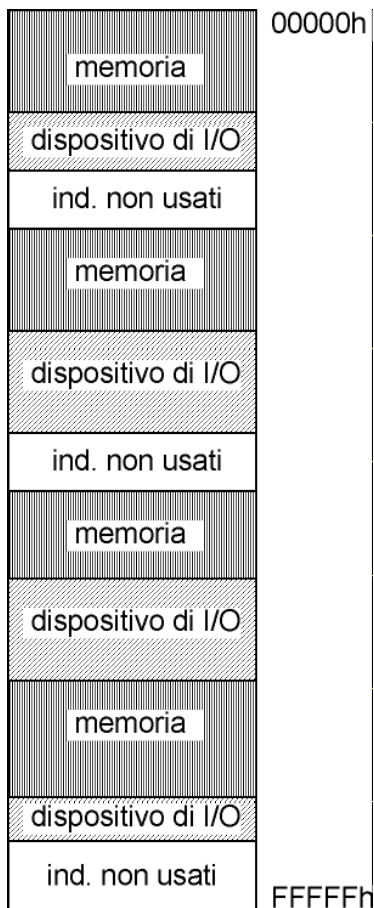 00000h
memoria
dispositivo di I/O
ind. non usati
memoria
dispositivo di I/O
ind. non usati
memoria
dispositivo di I/O
memoria
dispositivo di I/O
ind. non usati
FFFFFh